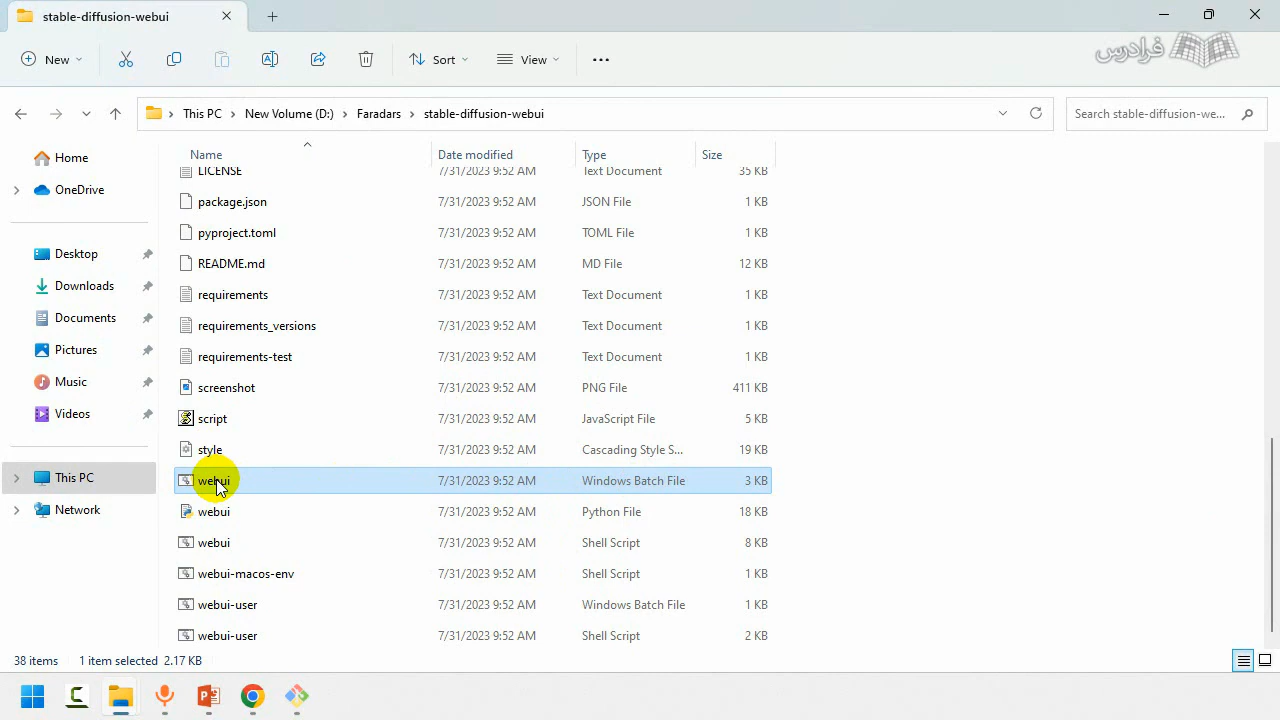 stable-diffusion-webui
New Sort View
فرادرس
This PC New Volume (D:) Faradars stable-diffusion-webui Search stable-diffusion-we...
Name Date modified Type Size
Home
OneDrive
Desktop
Downloads
Documents
Pictures
Music
Videos
This PC
Network
LICENSE 7/31/2023 9:52 AM Text Document 35 KB
package.json 7/31/2023 9:52 AM JSON File 1 KB
pyproject.toml 7/31/2023 9:52 AM TOML File 1 KB
README.md 7/31/2023 9:52 AM MD File 12 KB
requirements 7/31/2023 9:52 AM Text Document 1 KB
requirements_versions 7/31/2023 9:52 AM Text Document 1 KB
requirements-test 7/31/2023 9:52 AM Text Document 1 KB
screenshot 7/31/2023 9:52 AM PNG File 411 KB
script 7/31/2023 9:52 AM JavaScript File 5 KB
style 7/31/2023 9:52 AM Cascading Style S... 19 KB
webui 7/31/2023 9:52 AM Windows Batch File 3 KB
webui 7/31/2023 9:52 AM Python File 18 KB
webui 7/31/2023 9:52 AM Shell Script 8 KB
webui-macos-env 7/31/2023 9:52 AM Shell Script 1 KB
webui-user 7/31/2023 9:52 AM Windows Batch File 1 KB
webui-user 7/31/2023 9:52 AM Shell Script 2 KB
38 items 1 item selected 2.17 KB